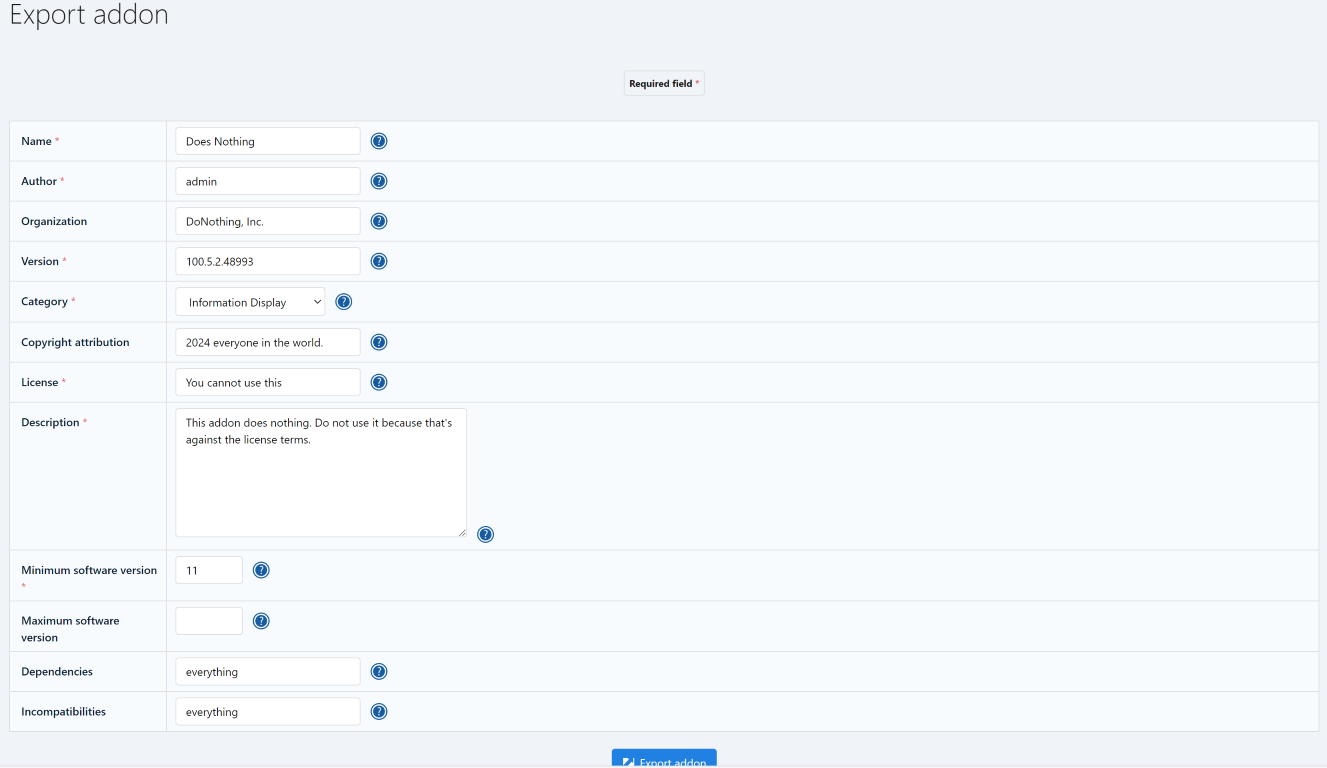 Export addon
Required field *
Name *
Does Nothing
?
Author *
admin
?
Organization
DoNothing, Inc.
?
Version *
100.5.2.48993
?
Category *
Information Display
?
Copyright attribution
2024 everyone in the world.
?
License *
You cannot use this
?
Description *
This addon does nothing. Do not use it because that's
against the license terms.
?
Minimum software version
*
11
?
Maximum software
version
?
Dependencies
everything
?
Incompatibilities
everything
?
Export addon